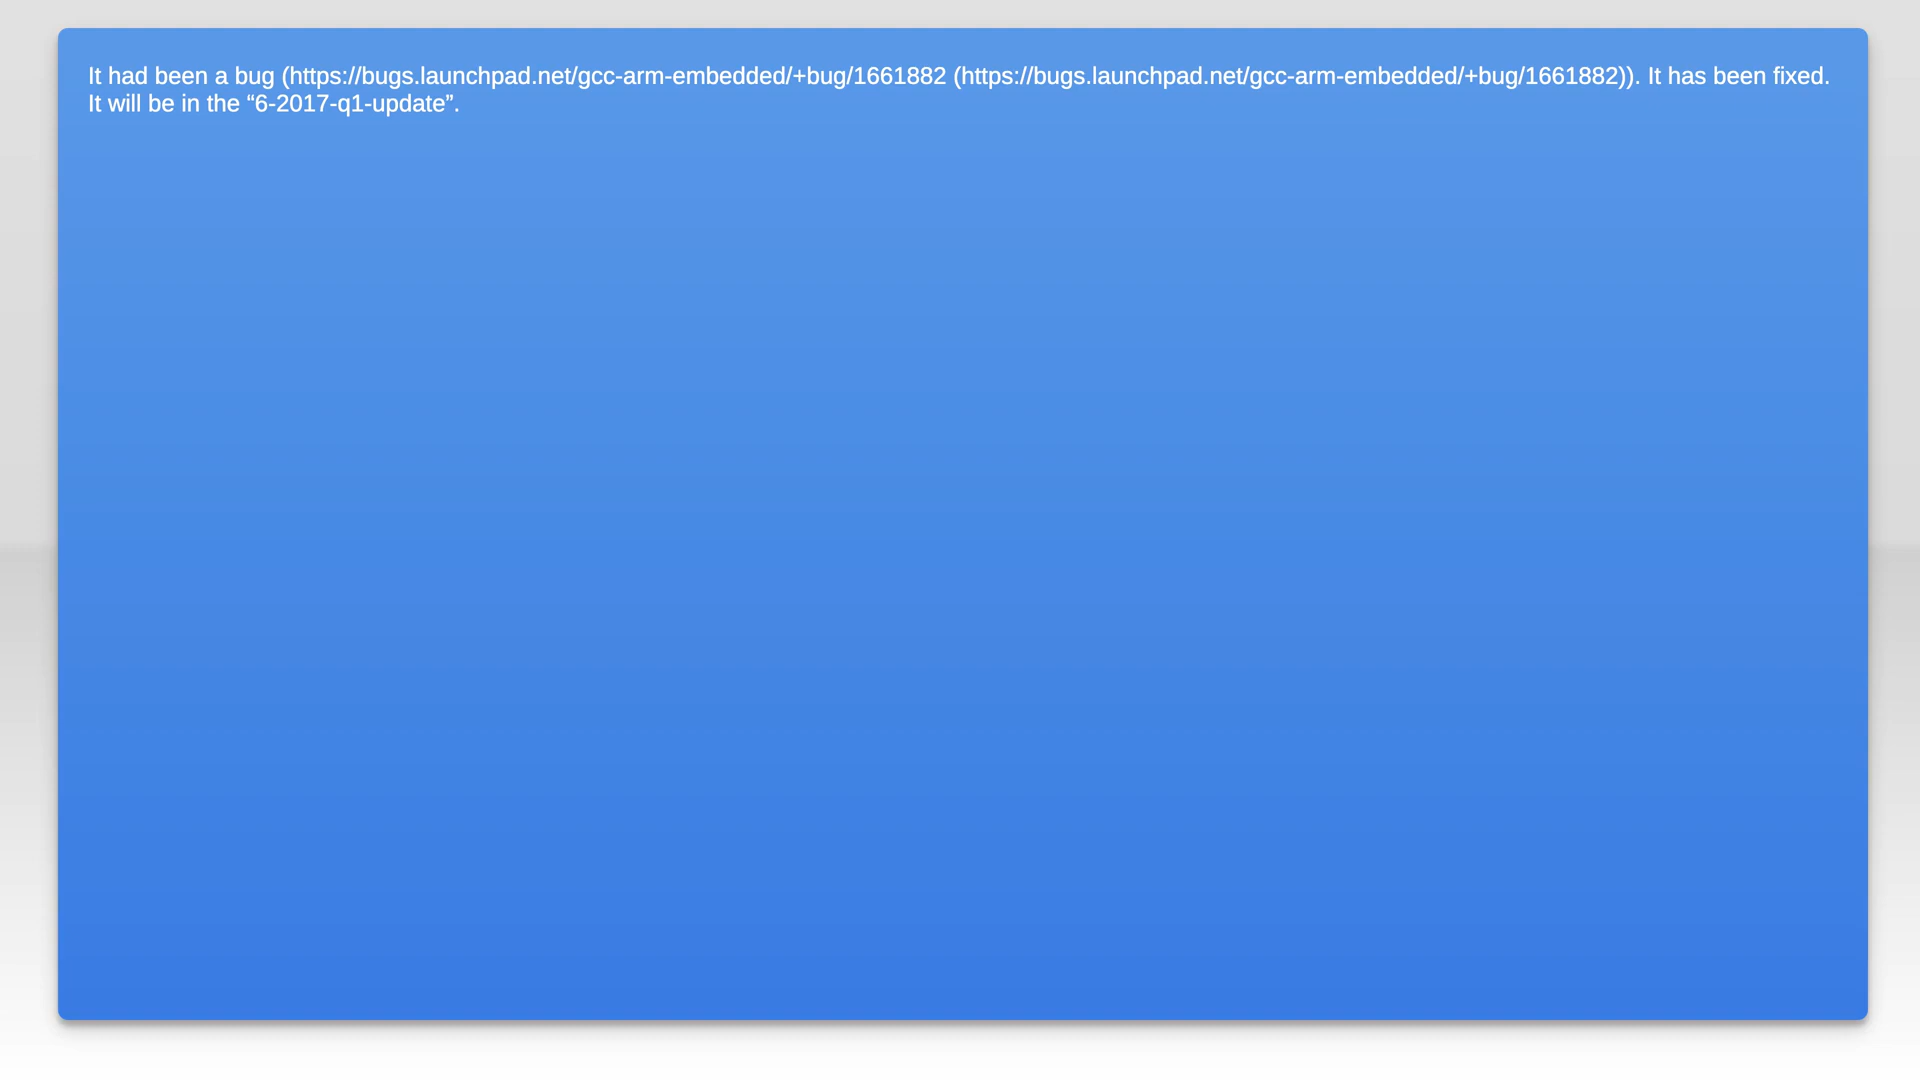 It had been a bug (https://bugs.launchpad.net/gcc-arm-embedded/+bug/1661882 (https://bugs.launchpad.net/gcc-arm-embedded/+bug/1661882)). It has been fixed.
It will be in the “6-2017-q1-update”.